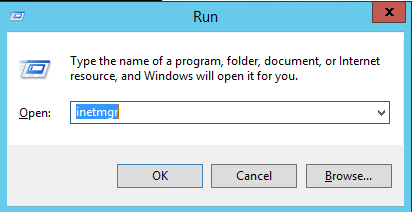 Run
Type the name of a program, folder, document, or Internet
resource, and Windows will open it for you.
Open: inetmgr
OK Cancel Browse...